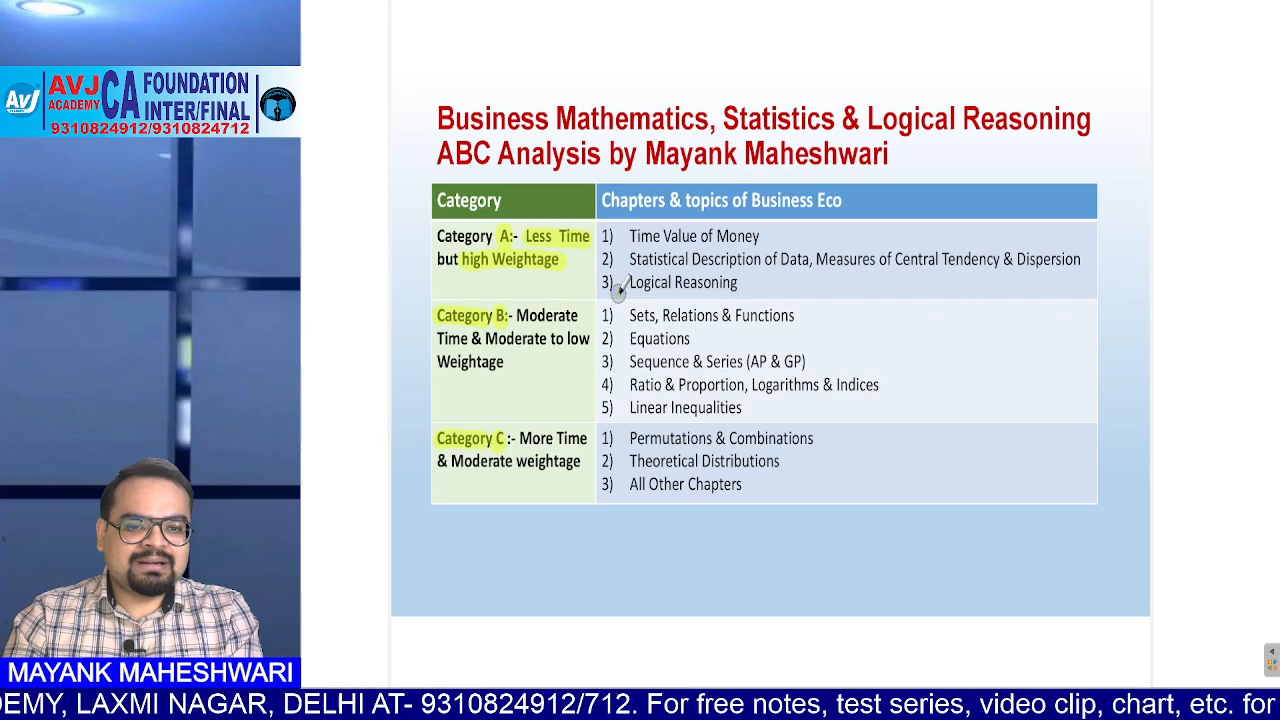 AVJ
AVJ
ACADEMY
CA
FOUNDATION
INTER/FINAL
9310824912/9310824712
Business Mathematics, Statistics & Logical Reasoning
ABC Analysis by Mayank Maheshwari
Category
Chapters & topics of Business Eco
Category A:- Less Time
but high Weightage
1) Time Value of Money
2) Statistical Description of Data, Measures of Central Tendency & Dispersion
3) Logical Reasoning
Category B:- Moderate
Time & Moderate to low
Weightage
1) Sets, Relations & Functions
2) Equations
3) Sequence & Series (AP & GP)
4) Ratio & Proportion, Logarithms & Indices
5) Linear Inequalities
Category C :- More Time
& Moderate weightage
1) Permutations & Combinations
2) Theoretical Distributions
3) All Other Chapters
MAYANK MAHESHWARI
DEMY, LAXMI NAGAR, DELHI AT- 9310824912/712. For free notes, test series, video clip, chart, etc. for